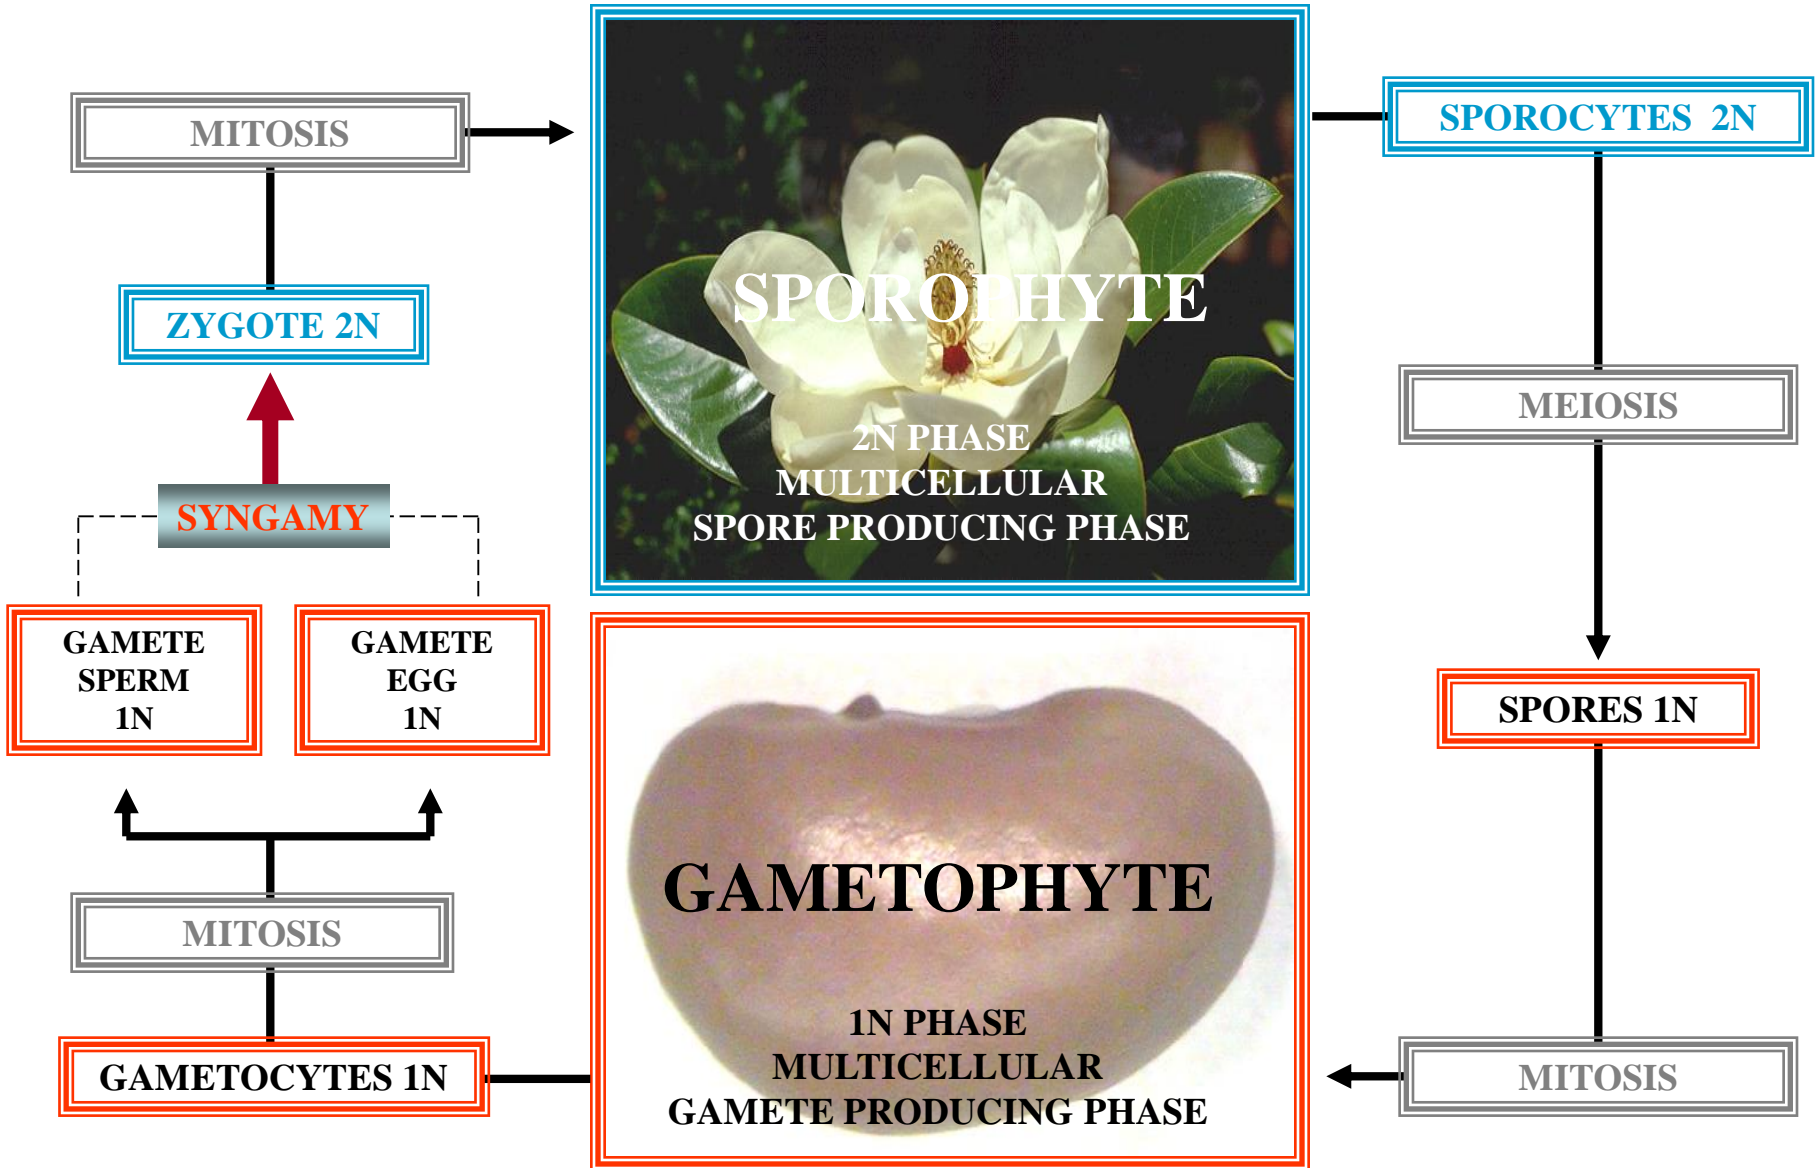 MITOSIS
SPOROCYTES 2N
ZYGOTE 2N
SPOROPHYTE
2N PHASE
MULTICELLULAR
SPORE PRODUCING PHASE
MEIOSIS
SYNGAMY
GAMETE
SPERM
1N
GAMETE
EGG
1N
SPORES 1N
GAMETOPHYTE
1N PHASE
MULTICELLULAR
GAMETE PRODUCING PHASE
MITOSIS
GAMETOCYTES 1N
MITOSIS